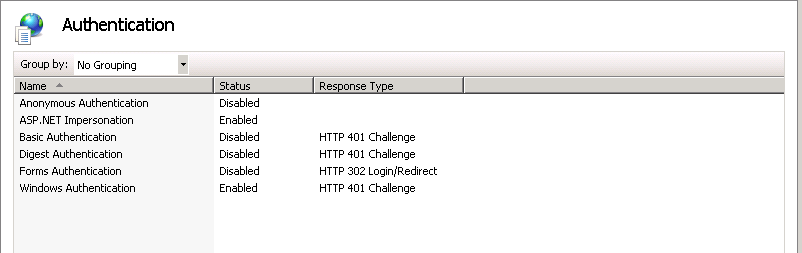 Authentication
Group by: No Grouping
Name Status Response Type
Anonymous Authentication Disabled
ASP.NET Impersonation Enabled
Basic Authentication Disabled HTTP 401 Challenge
Digest Authentication Disabled HTTP 401 Challenge
Forms Authentication Disabled HTTP 302 Login/Redirect
Windows Authentication Enabled HTTP 401 Challenge